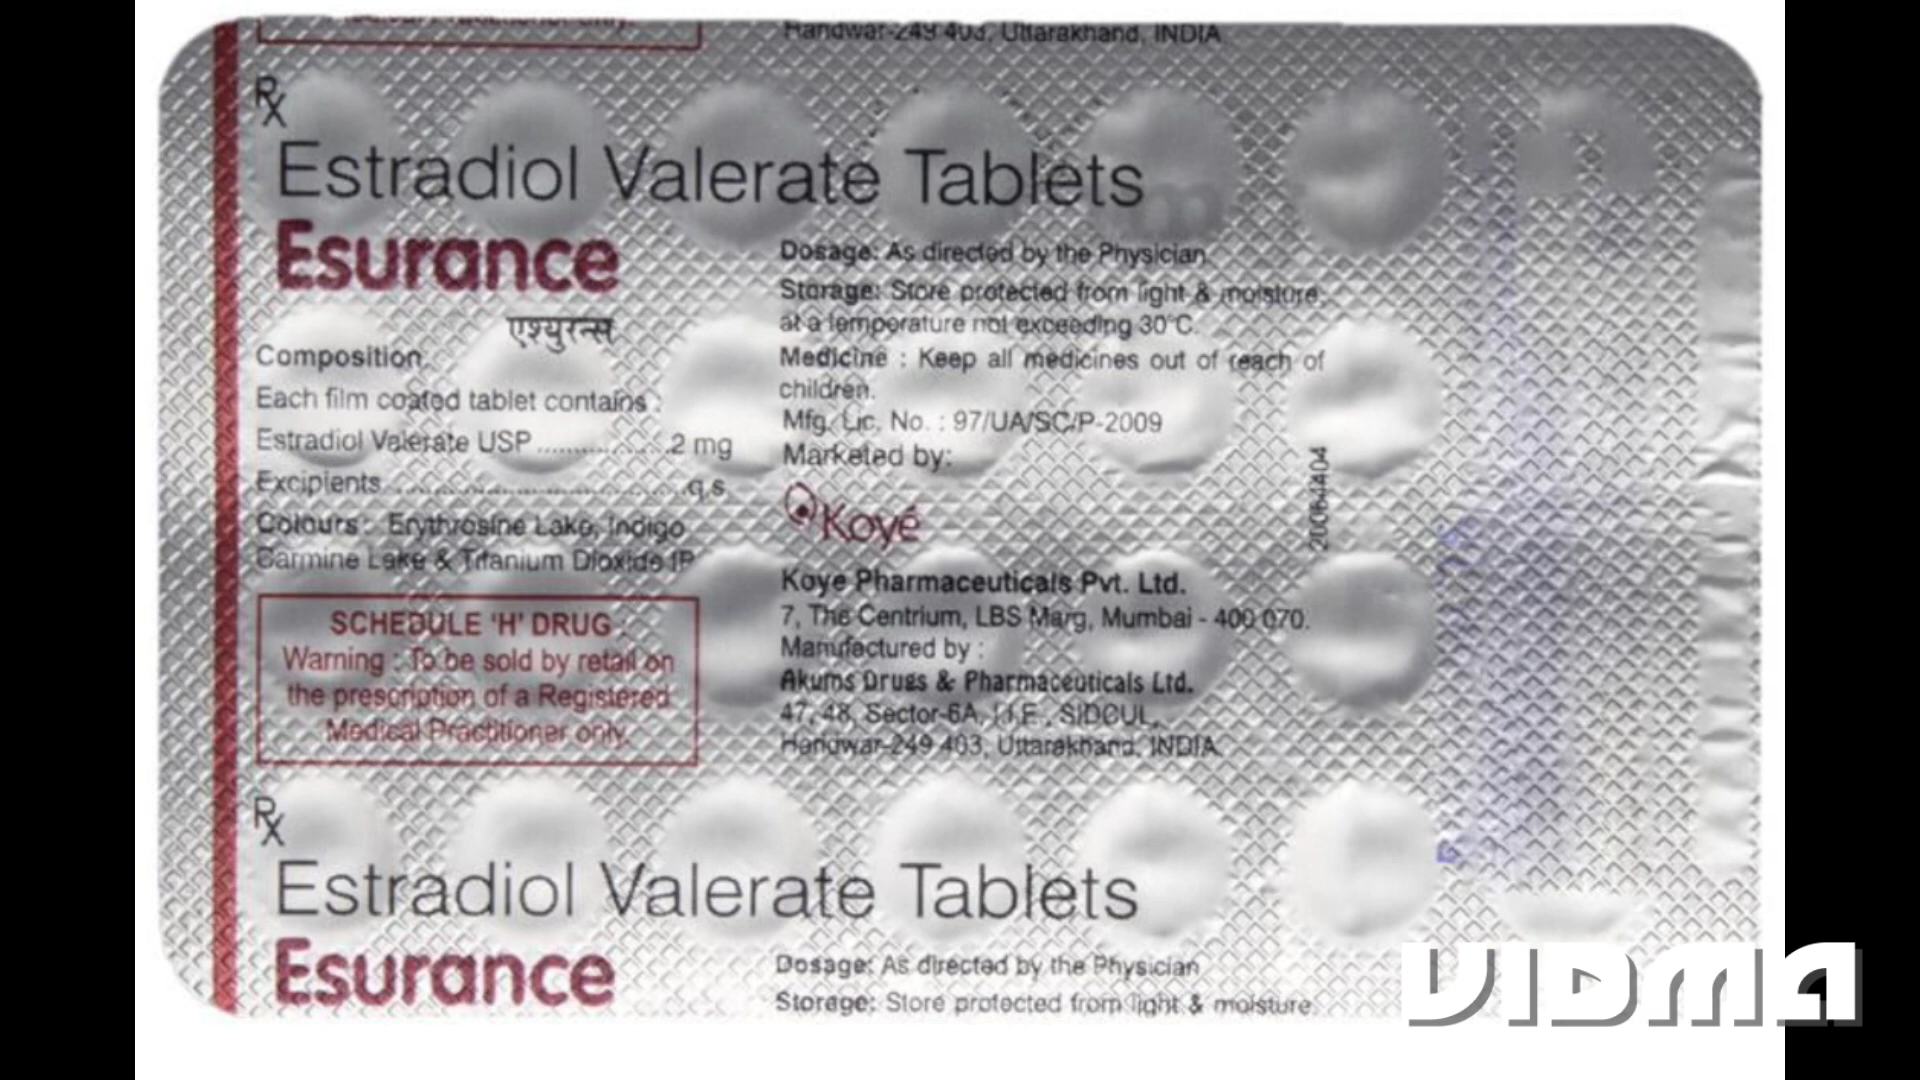 Haridwar-249 403, Uttarakhand, INDIA
Rx
Estradiol Valerate Tablets
Esurance
एश्युरन्स
Composition
Each film coated tablet contains :
Estradiol Valerate USP ..................2 mg
Excipients .........................................q.s
Colours : Erythrosine Lake, Indigo
Carmine Lake & Titanium Dioxide IP
SCHEDULE 'H' DRUG
Warning : To be sold by retail on
the prescription of a Registered
Medical Practitioner only.
Dosage: As directed by the Physician
Storage: Store protected from light & moisture,
at a temperature not exceeding 30°C.
Medicine : Keep all medicines out of reach of
children.
Mfg. Lic. No. : 97/UA/SC/P-2009
Marketed by:
Koyé
Koye Pharmaceuticals Pvt. Ltd.
7, The Centrium, LBS Marg, Mumbai - 400 070.
Manufactured by :
Akums Drugs & Pharmaceuticals Ltd.
47, 48, Sector-6A, I.I.E., SIDCUL,
Haridwar-249 403, Uttarakhand, INDIA
Rx
Estradiol Valerate Tablets
Esurance
Dosage: As directed by the Physician
Storage: Store protected from light & moisture,
VIDMA